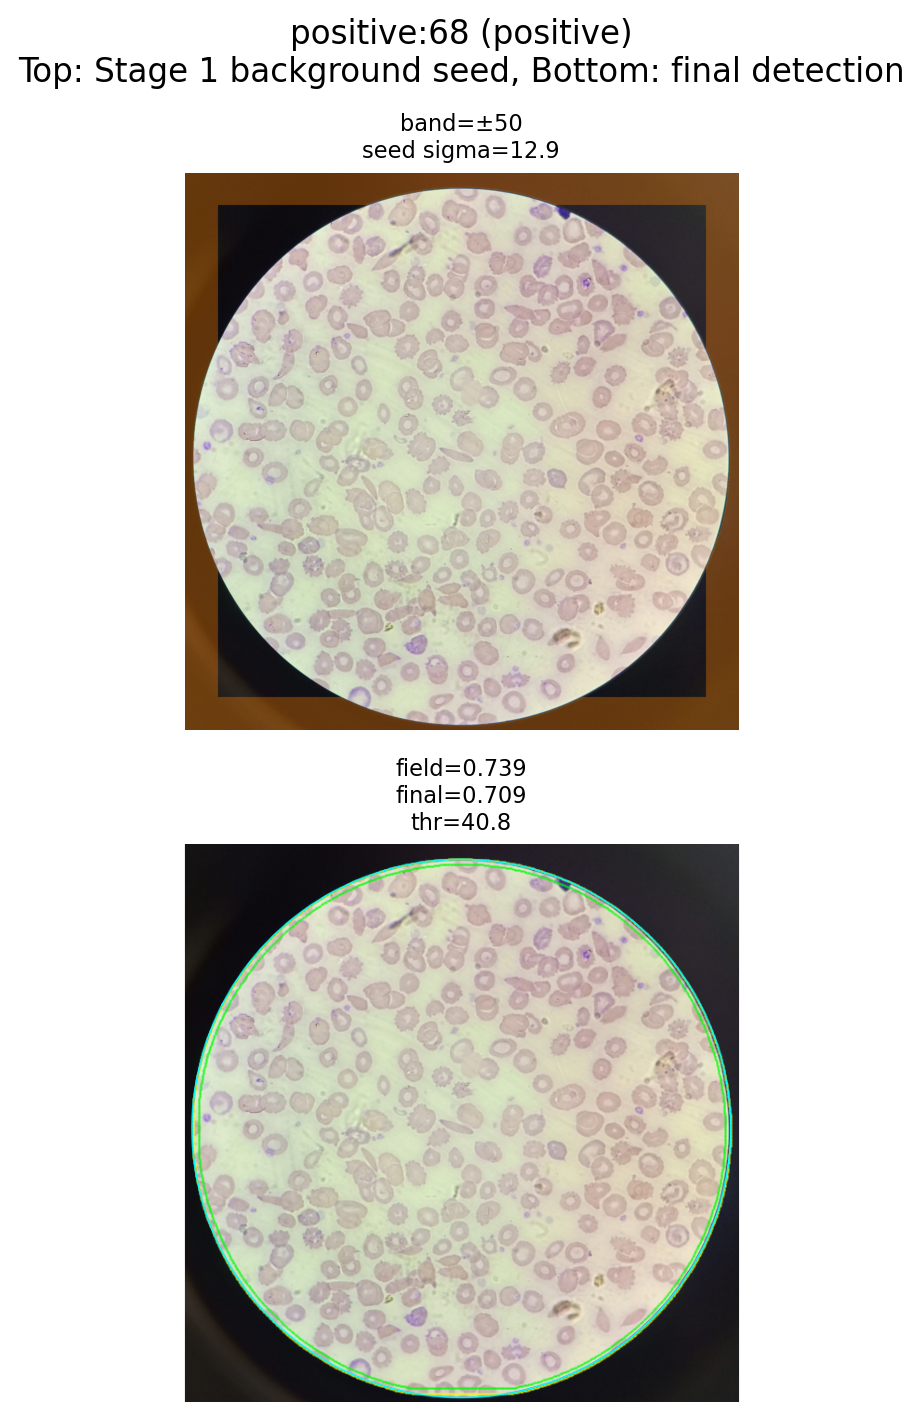 positive:68 (positive)
Top: Stage 1 background seed, Bottom: final detection
band=±50
seed sigma=12.9
field=0.739
final=0.709
thr=40.8